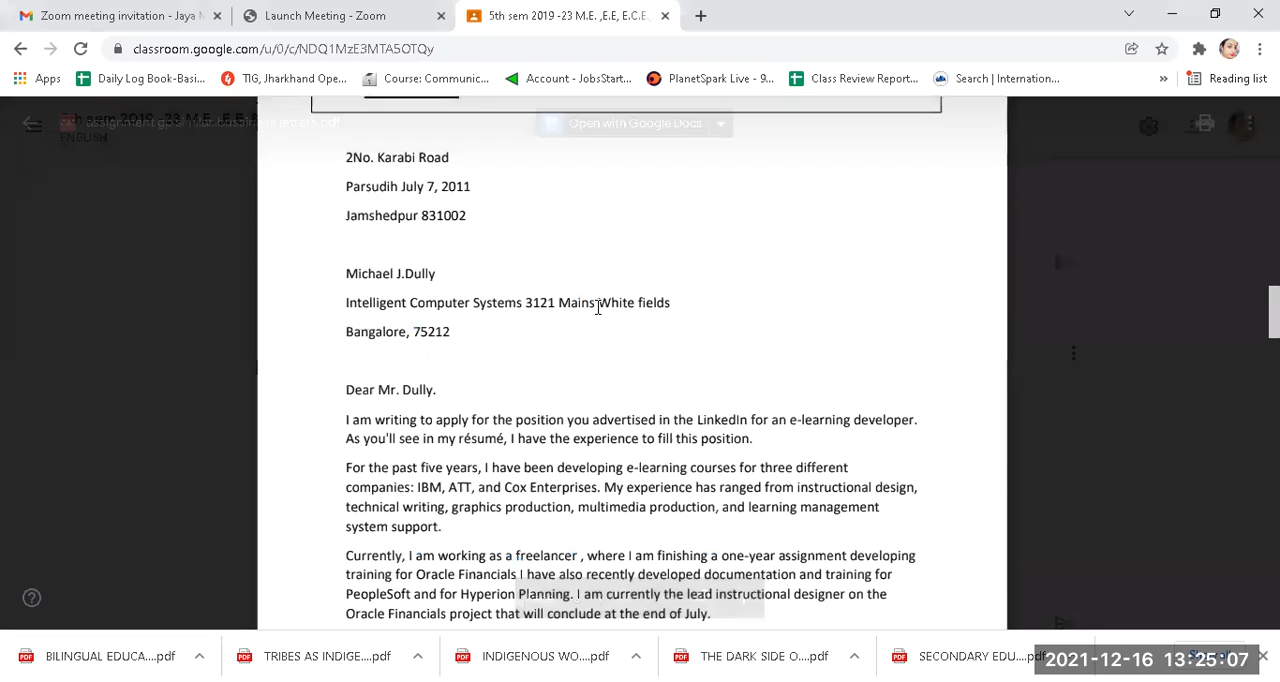 Zoom meeting invitation - Jaya M
Launch Meeting - Zoom
5th sem 2019 -23 M.E. ,E.E, E.C.E.
classroom.google.com/u/0/c/NDQ1MzE3MTA5OTQy
Apps
Daily Log Book-Basi...
TIG, Jharkhand Ope...
Course: Communic...
Account - JobsStart...
PlanetSpark Live - 9...
Class Review Report...
Search | Internation...
»
Reading list
5th sem 2019 -23 M.E. ,E.E,
ENGLISH
Open with Google Docs
2No. Karabi Road
Parsudih July 7, 2011
Jamshedpur 831002
Michael J.Dully
Intelligent Computer Systems 3121 Mains White fields
Bangalore, 75212
Dear Mr. Dully.
I am writing to apply for the position you advertised in the LinkedIn for an e-learning developer.
As you'll see in my résumé, I have the experience to fill this position.
For the past five years, I have been developing e-learning courses for three different
companies: IBM, ATT, and Cox Enterprises. My experience has ranged from instructional design,
technical writing, graphics production, multimedia production, and learning management
system support.
Currently, I am working as a freelancer , where I am finishing a one-year assignment developing
training for Oracle Financials I have also recently developed documentation and training for
PeopleSoft and for Hyperion Planning. I am currently the lead instructional designer on the
Oracle Financials project that will conclude at the end of July.
BILINGUAL EDUCA....pdf
TRIBES AS INDIGE....pdf
INDIGENOUS WO....pdf
THE DARK SIDE O....pdf
SECONDARY EDU....pdf
2021-12-16 13:25:07